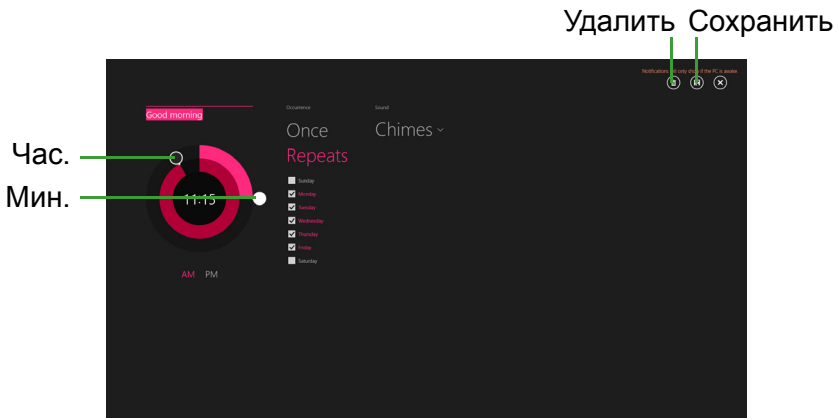 Удалить Сохранить
Notifications will only show if the PC is awake.
Good morning
Occurrence
Sound
Once
Chimes
Repeats
Час.
Мин.
11:15
Sunday
Monday
Tuesday
Wednesday
Thursday
Friday
Saturday
AM PM